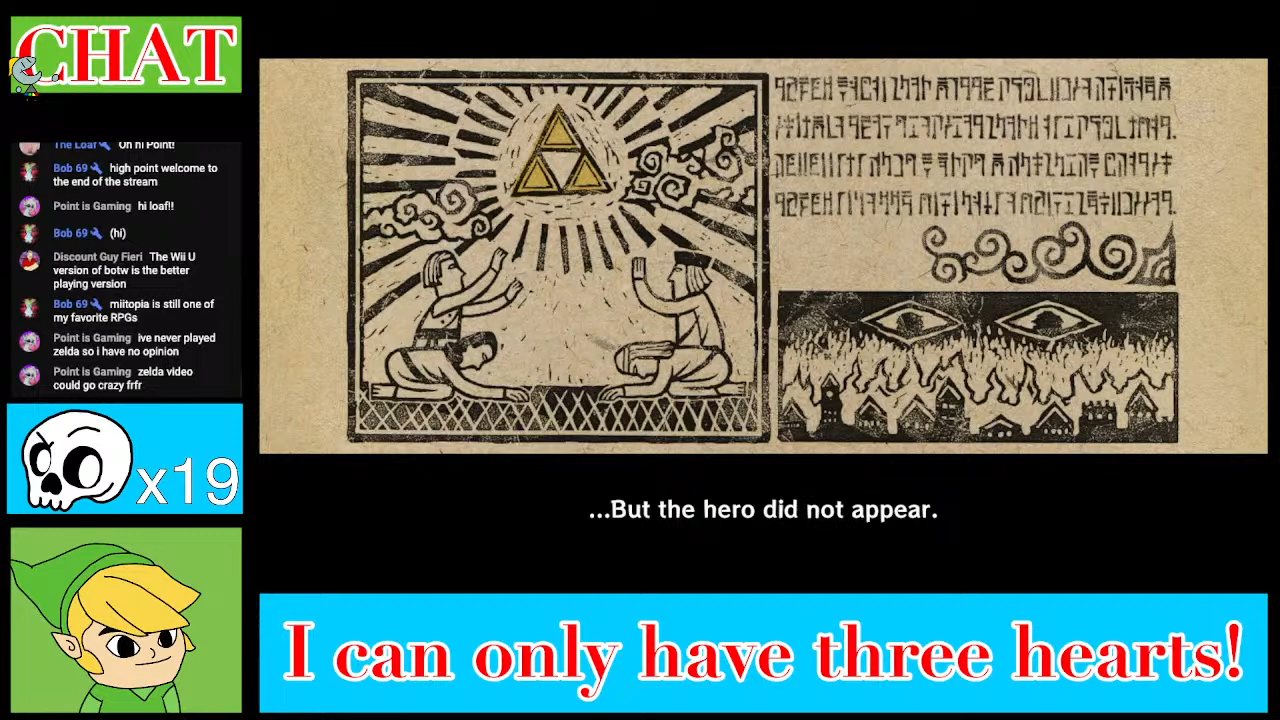 CHAT
The Loaf Oh hi Point!
Bob 69 high point welcome to
the end of the stream
Point is Gaming hi loaf!!
Bob 69 (hi)
Discount Guy Fieri The Wii U
version of botw is the better
playing version
Bob 69 miitopia is still one of
my favorite RPGs
Point is Gaming ive never played
zelda so i have no opinion
Point is Gaming zelda video
could go crazy frfr
x19
...But the hero did not appear.
I can only have three hearts!